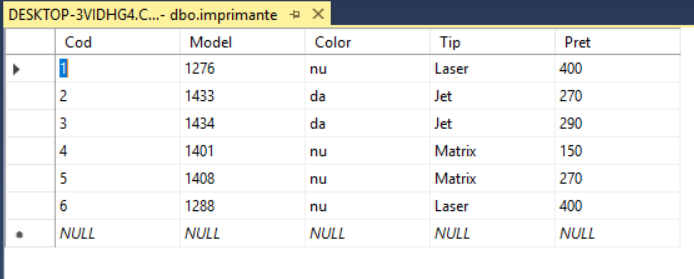 DESKTOP-3VIDHG4.C...- dbo.imprimante
Cod Model Color Tip Pret
1 1276 nu Laser 400
2 1433 da Jet 270
3 1434 da Jet 290
4 1401 nu Matrix 150
5 1408 nu Matrix 270
6 1288 nu Laser 400
NULL NULL NULL NULL NULL